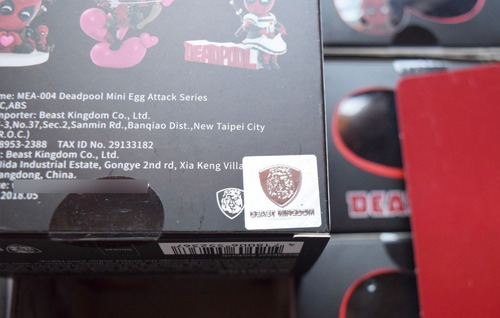 DEADPOOL
me: MEA-004 Deadpool Mini Egg Attack Series
C,ABS
porter: Beast Kingdom Co., Ltd.
-3,No.37,Sec.2,Sanmin Rd.,Banqiao Dist.,New Taipei City
R.O.C.)
8953-2388 TAX ID No. 29133182
: Beast Kingdom Co., Ltd.
lida Industrial Estate, Gongye 2nd rd, Xia Keng Villa
angdong, China.
2018.05
BEAST KINGDOM
DEA